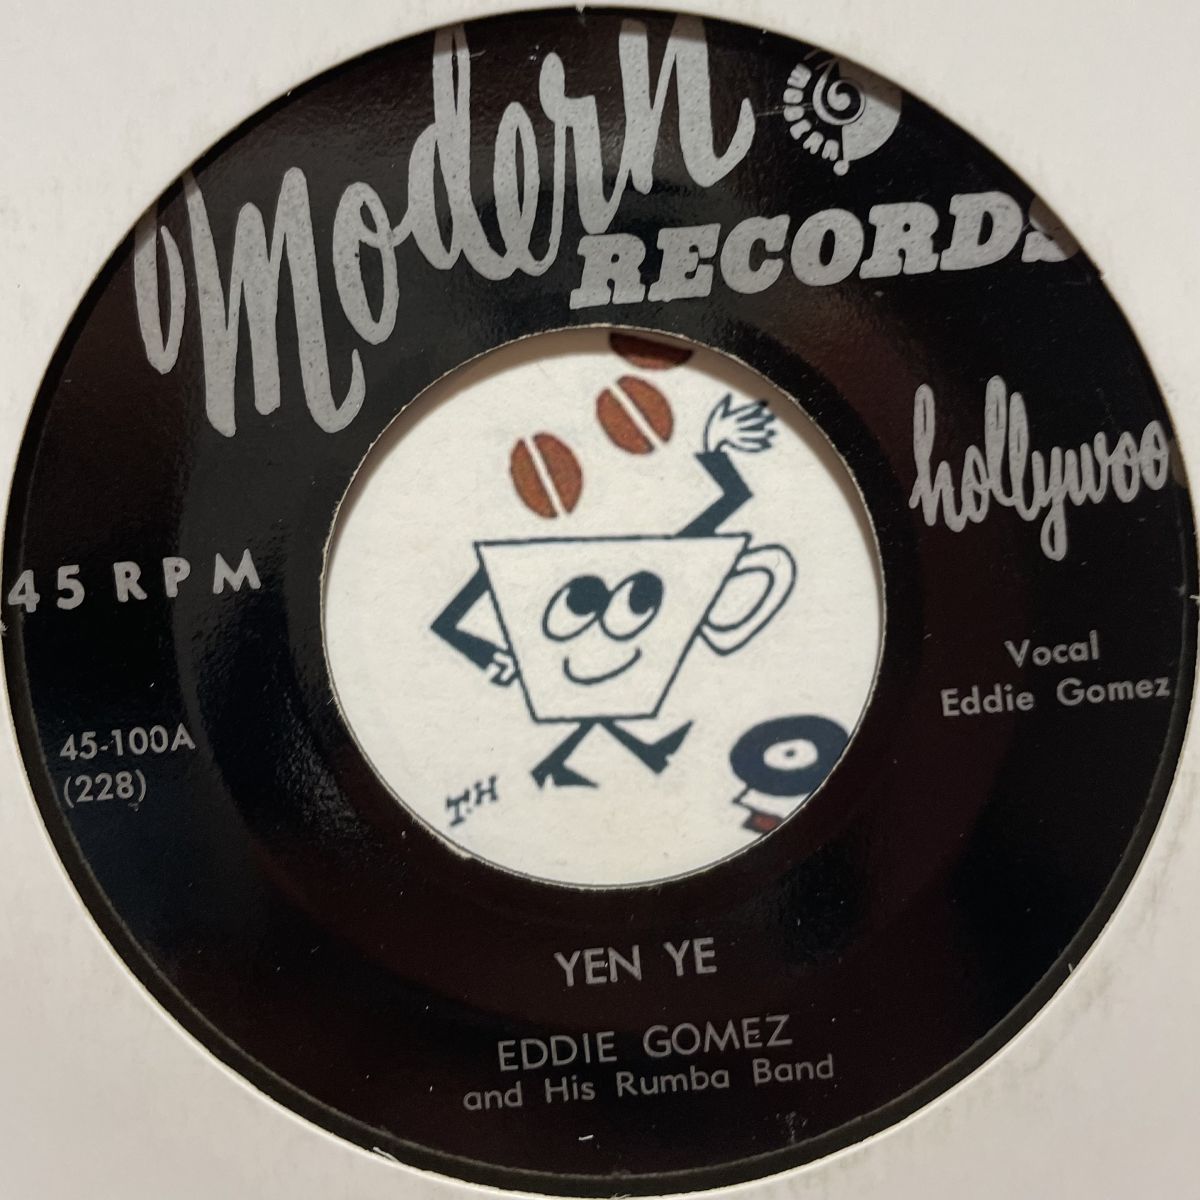 Modern
MODERN
RECORDS
hollywoo
45 RPM
Vocal
Eddie Gomez
45-100A
(228)
T.H
YEN YE
EDDIE GOMEZ
and His Rumba Band